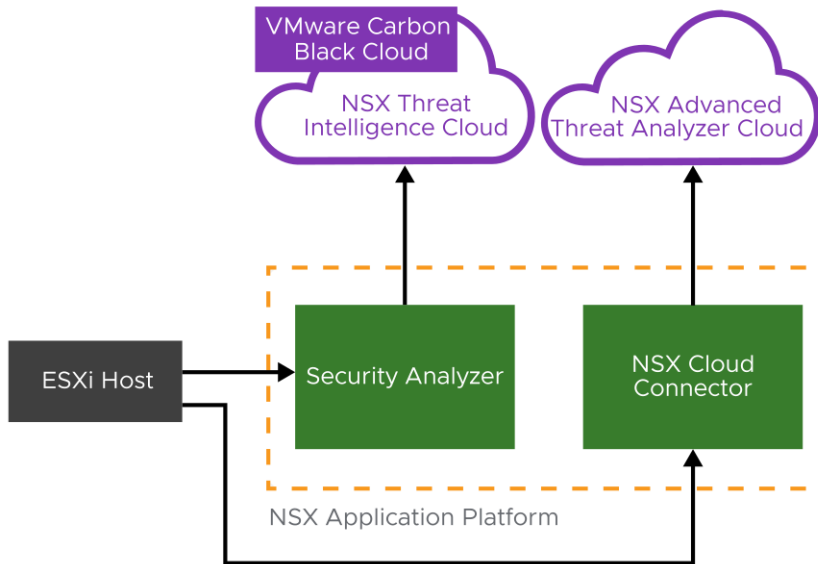 VMware Carbon
Black Cloud
NSX Threat
Intelligence Cloud
NSX Advanced
Threat Analyzer Cloud
ESXi Host
Security Analyzer
NSX Cloud
Connector
NSX Application Platform